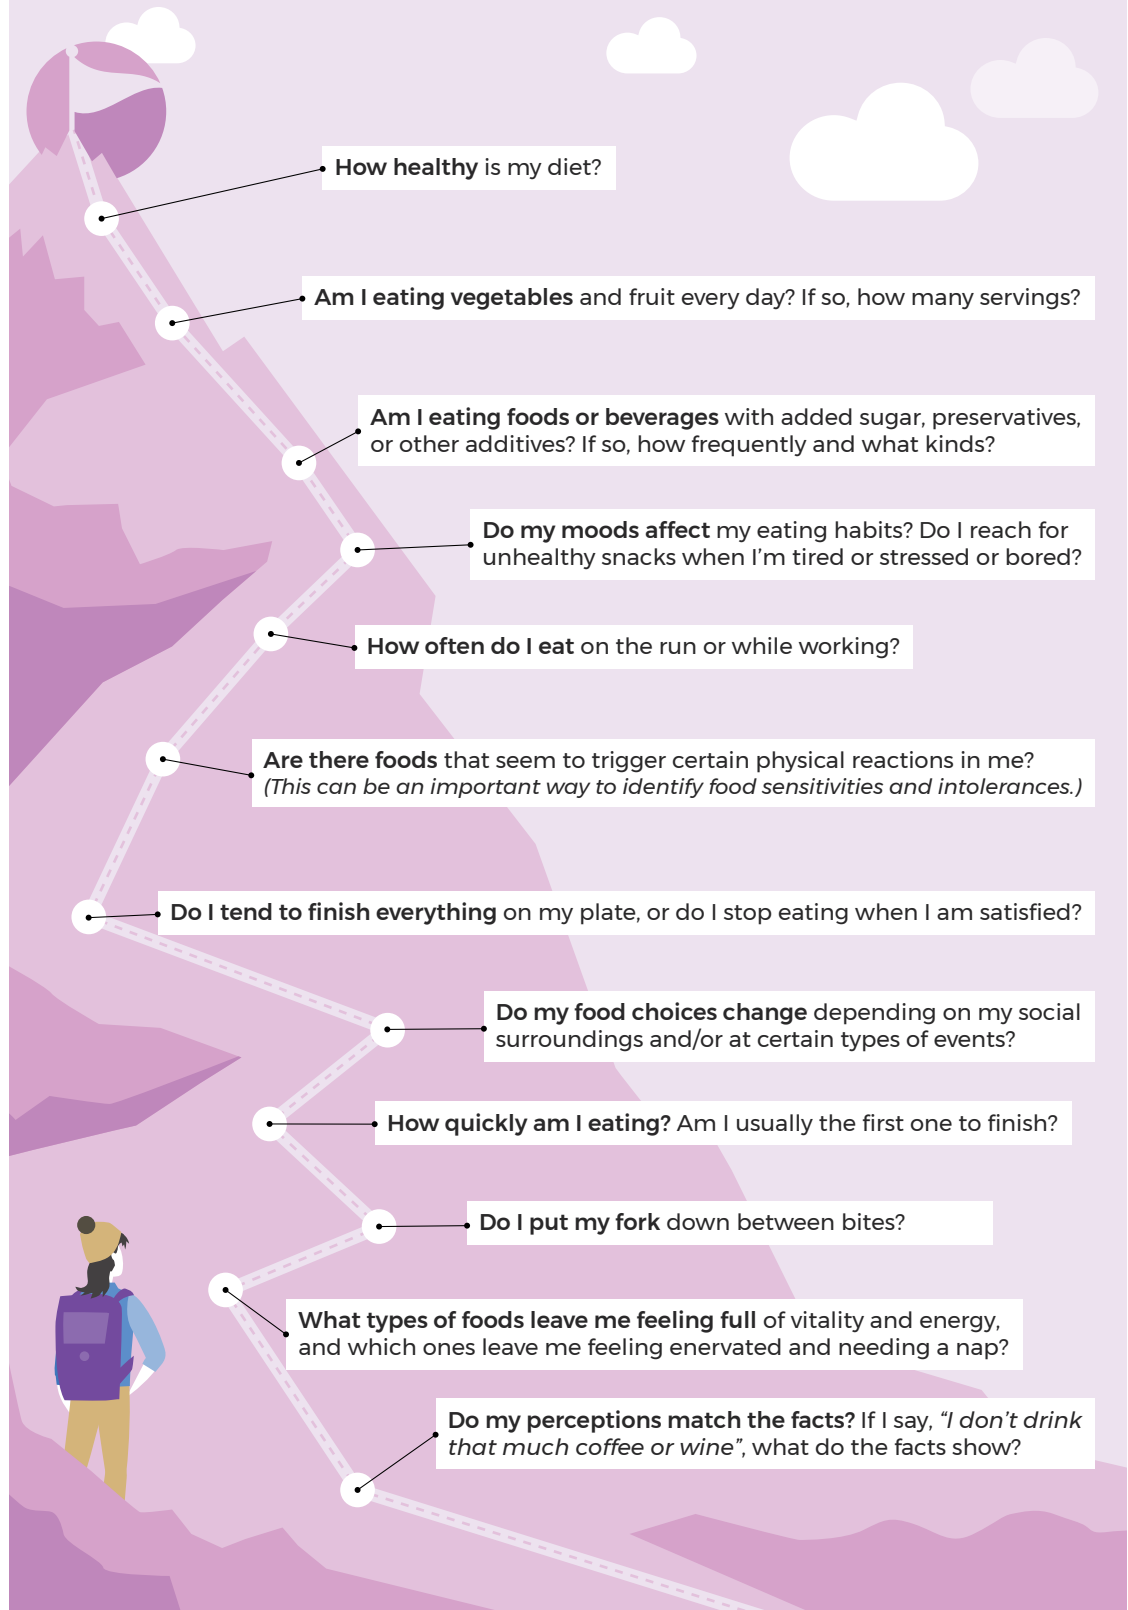 How healthy is my diet?
Am I eating vegetables and fruit every day? If so, how many servings?
Am I eating foods or beverages with added sugar, preservatives,
or other additives? If so, how frequently and what kinds?
Do my moods affect my eating habits? Do I reach for
unhealthy snacks when I’m tired or stressed or bored?
How often do I eat on the run or while working?
Are there foods that seem to trigger certain physical reactions in me?
(This can be an important way to identify food sensitivities and intolerances.)
Do I tend to finish everything on my plate, or do I stop eating when I am satisfied?
Do my food choices change depending on my social
surroundings and/or at certain types of events?
How quickly am I eating? Am I usually the first one to finish?
Do I put my fork down between bites?
What types of foods leave me feeling full of vitality and energy,
and which ones leave me feeling enervated and needing a nap?
Do my perceptions match the facts? If I say, “I don’t drink
that much coffee or wine”, what do the facts show?